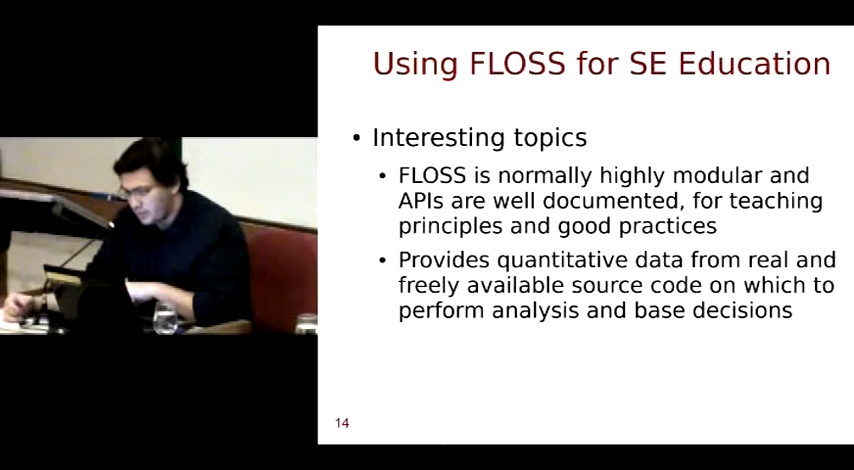 Using FLOSS for SE Education
• Interesting topics
• FLOSS is normally highly modular and
APIs are well documented, for teaching
principles and good practices
• Provides quantitative data from real and
freely available source code on which to
perform analysis and base decisions
14